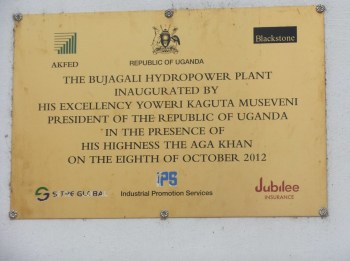 AKFED
REPUBLIC OF UGANDA
Blackstone
THE BUJAGALI HYDROPOWER PLANT
INAUGURATED BY
HIS EXCELLENCY YOWERI KAGUTA MUSEVENI
PRESIDENT OF THE REPUBLIC OF UGANDA
IN THE PRESENCE OF
HIS HIGHNESS THE AGA KHAN
ON THE EIGHTH OF OCTOBER 2012
GLOBAL
IPS
Industrial Promotion Services
Jubilee
INSURANCE